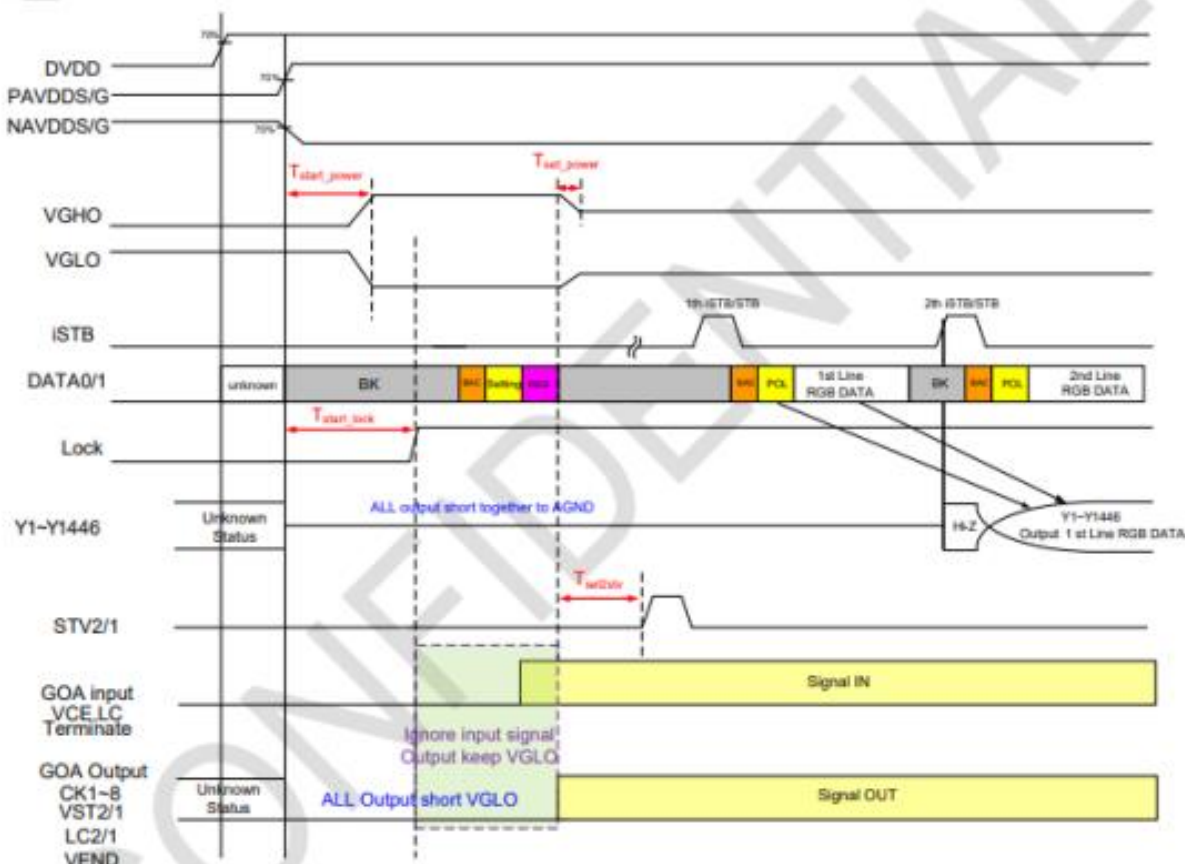 70%
DVDD
70%
PAVDDS/G
NAVDDS/G
70%
Tstart_power
Tset_power
VGHO
VGLO
1th iSTB/STB
2th iSTB/STB
iSTB
DATA0/1
unknown
BK
Setting
POL
1st Line
RGB DATA
BK
POL
2nd Line
RGB DATA
Tstart_lock
Lock
ALL output short together to AGND
Y1~Y1446
Unknown
Status
Hi-Z
Y1~Y1446
Output 1 st Line RGB DATA
STV2/1
GOA input
VCE,LC
Terminate
Signal IN
Ignore input signal
Output keep VGLO
GOA Output
CK1~8
VST2/1
LC2/1
VEND
Unknown
Status
ALL Output short VGLO
Signal OUT
CONFIDENTIAL